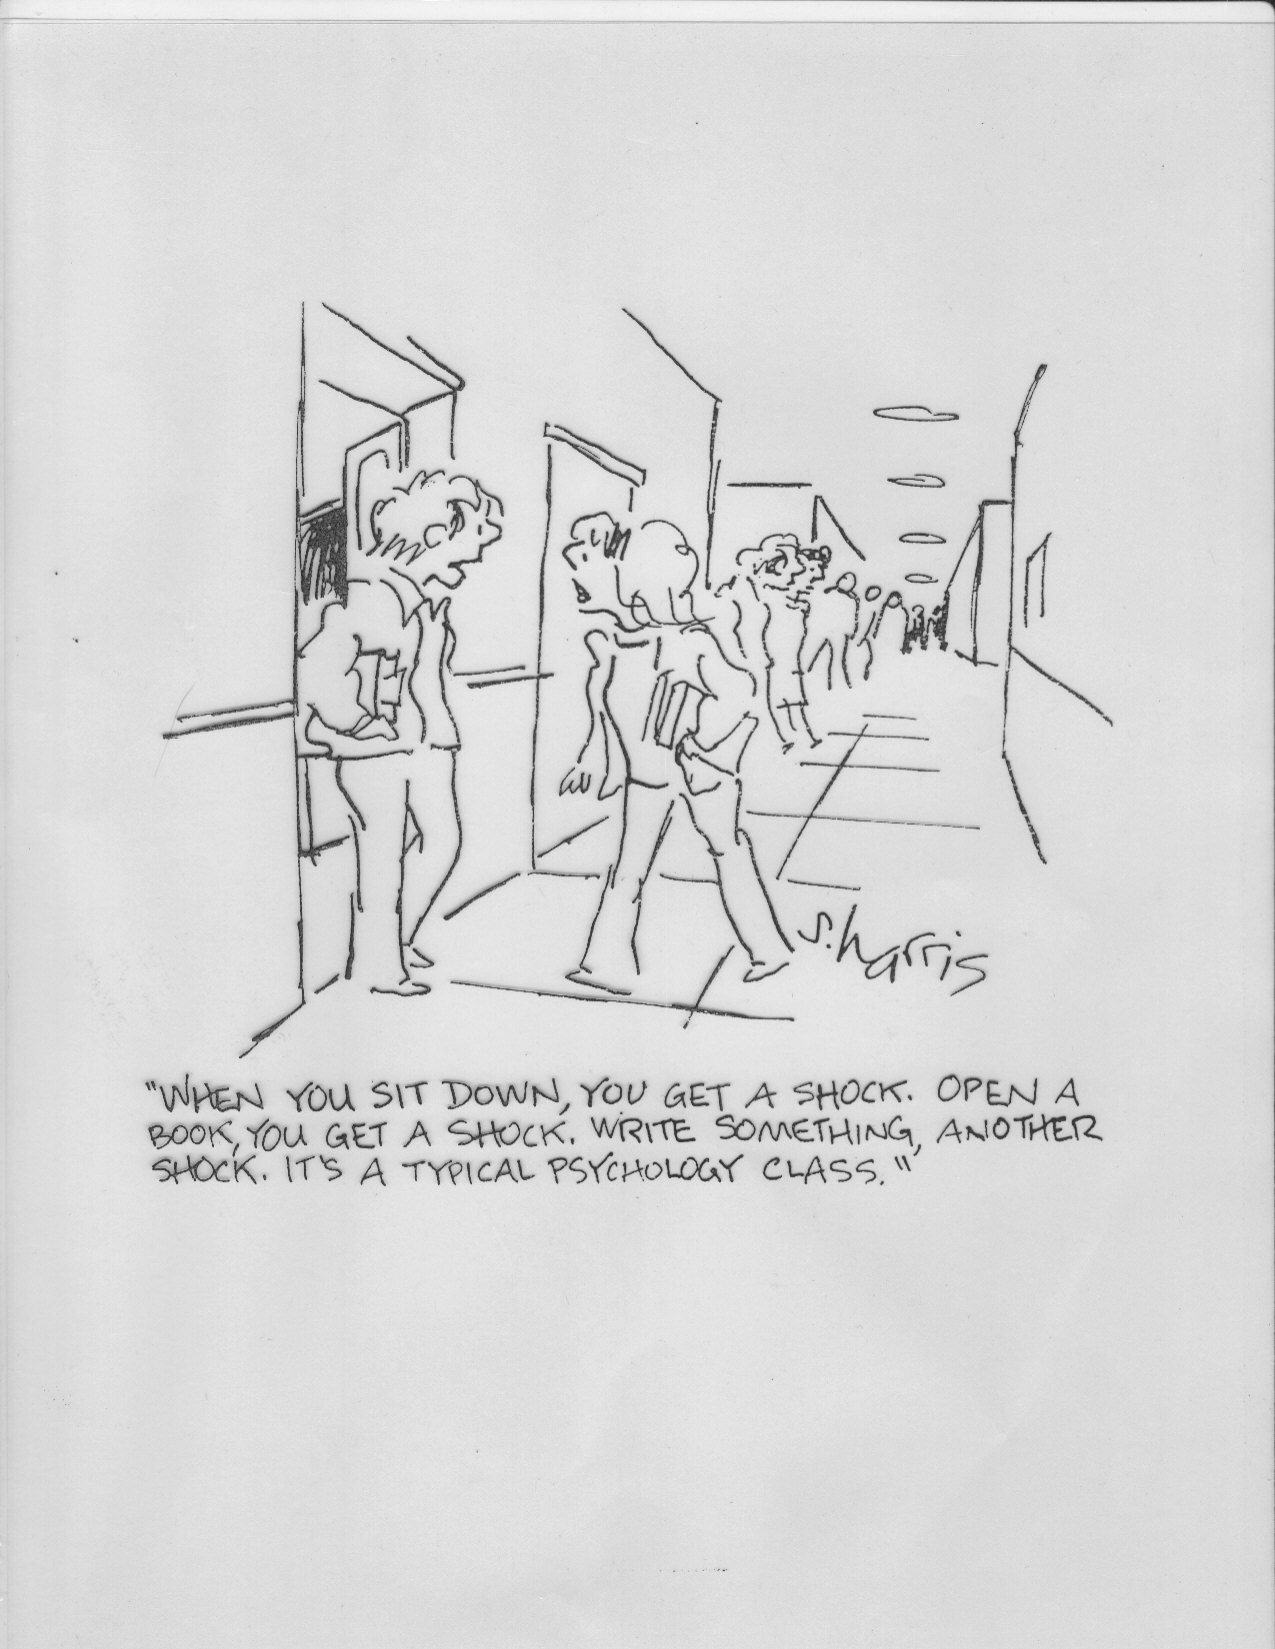 S. harris
"WHEN YOU SIT DOWN, YOU GET A SHOCK. OPEN A
BOOK, YOU GET A SHOCK. WRITE SOMETHING, ANOTHER
SHOCK. IT'S A TYPICAL PSYCHOLOGY CLASS."